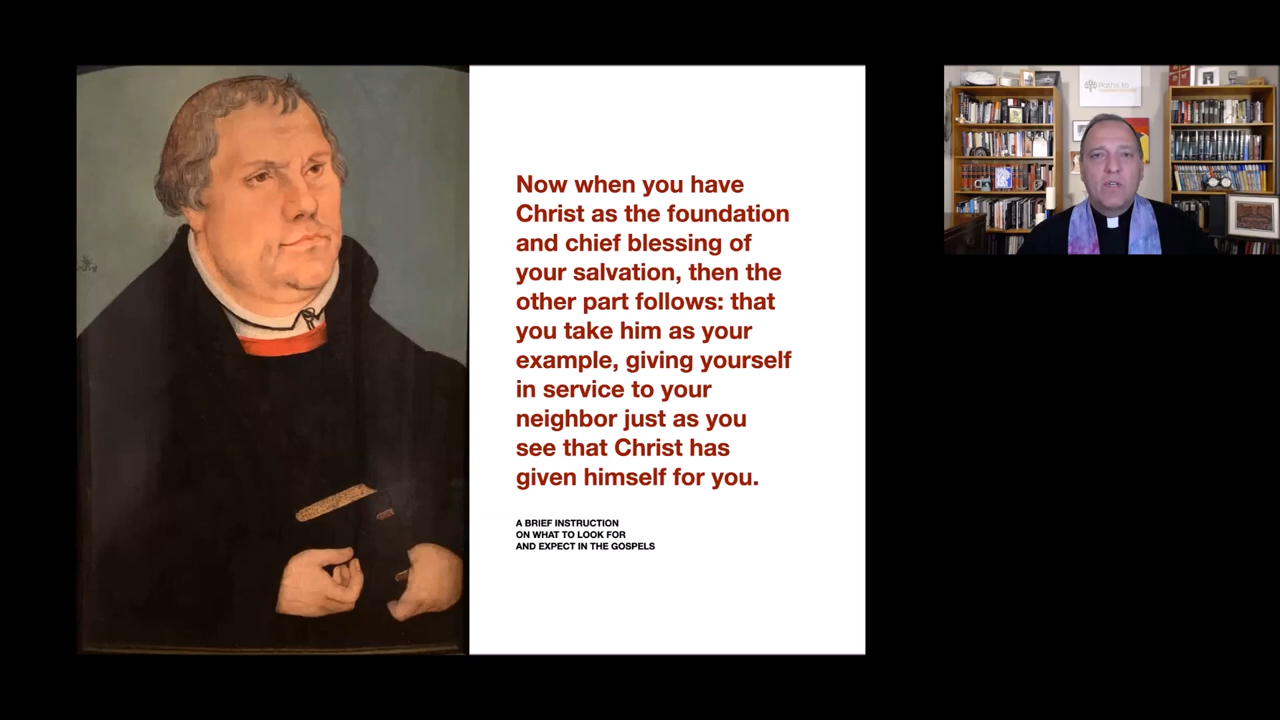 Now when you have
Christ as the foundation
and chief blessing of
your salvation, then the
other part follows: that
you take him as your
example, giving yourself
in service to your
neighbor just as you
see that Christ has
given himself for you.
A BRIEF INSTRUCTION
ON WHAT TO LOOK FOR
AND EXPECT IN THE GOSPELS
Paths to